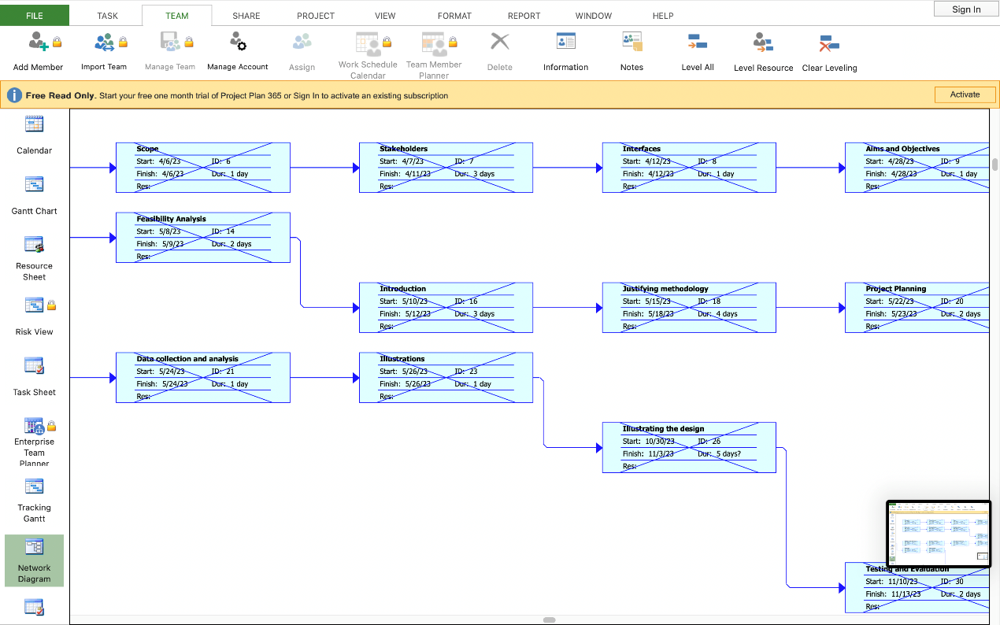 Sign In
FILE TASK TEAM SHARE PROJECT VIEW FORMAT REPORT WINDOW HELP
Add Member Import Team Manage Team Manage Account Assign Work Schedule Calendar Team Member Planner Delete Information Notes Level All Level Resource Clear Leveling
Free Read Only. Start your free one month trial of Project Plan 365 or Sign In to activate an existing subscription Activate
Calendar
Gantt Chart
Resource
Sheet
Risk View
Task Sheet
Enterprise
Team
Planner
Tracking
Gantt
Network
Diagram
Scope
Start: 4/6/23 ID: 6
Finish: 4/6/23 Dur: 1 day
Res:
Stakeholders
Start: 4/7/23 ID: 7
Finish: 4/11/23 Dur: 3 days
Res:
Interfaces
Start: 4/12/23 ID: 8
Finish: 4/12/23 Dur: 1 day
Res:
Aims and Objectives
Start: 4/28/23 ID: 9
Finish: 4/28/23 Dur: 1 day
Res:
Feasibility Analysis
Start: 5/8/23 ID: 14
Finish: 5/9/23 Dur: 2 days
Res:
Introduction
Start: 5/10/23 ID: 16
Finish: 5/12/23 Dur: 3 days
Res:
Justifying methodology
Start: 5/15/23 ID: 18
Finish: 5/18/23 Dur: 4 days
Res:
Project Planning
Start: 5/22/23 ID: 20
Finish: 5/23/23 Dur: 2 days
Res:
Data collection and analysis
Start: 5/24/23 ID: 21
Finish: 5/24/23 Dur: 1 day
Res:
Illustrations
Start: 5/26/23 ID: 23
Finish: 5/26/23 Dur: 1 day
Res:
Illustrating the design
Start: 10/30/23 ID: 26
Finish: 11/3/23 Dur: 5 days?
Res:
Testing and Evaluation
Start: 11/10/23 ID: 30
Finish: 11/13/23 Dur: 2 days
Res: